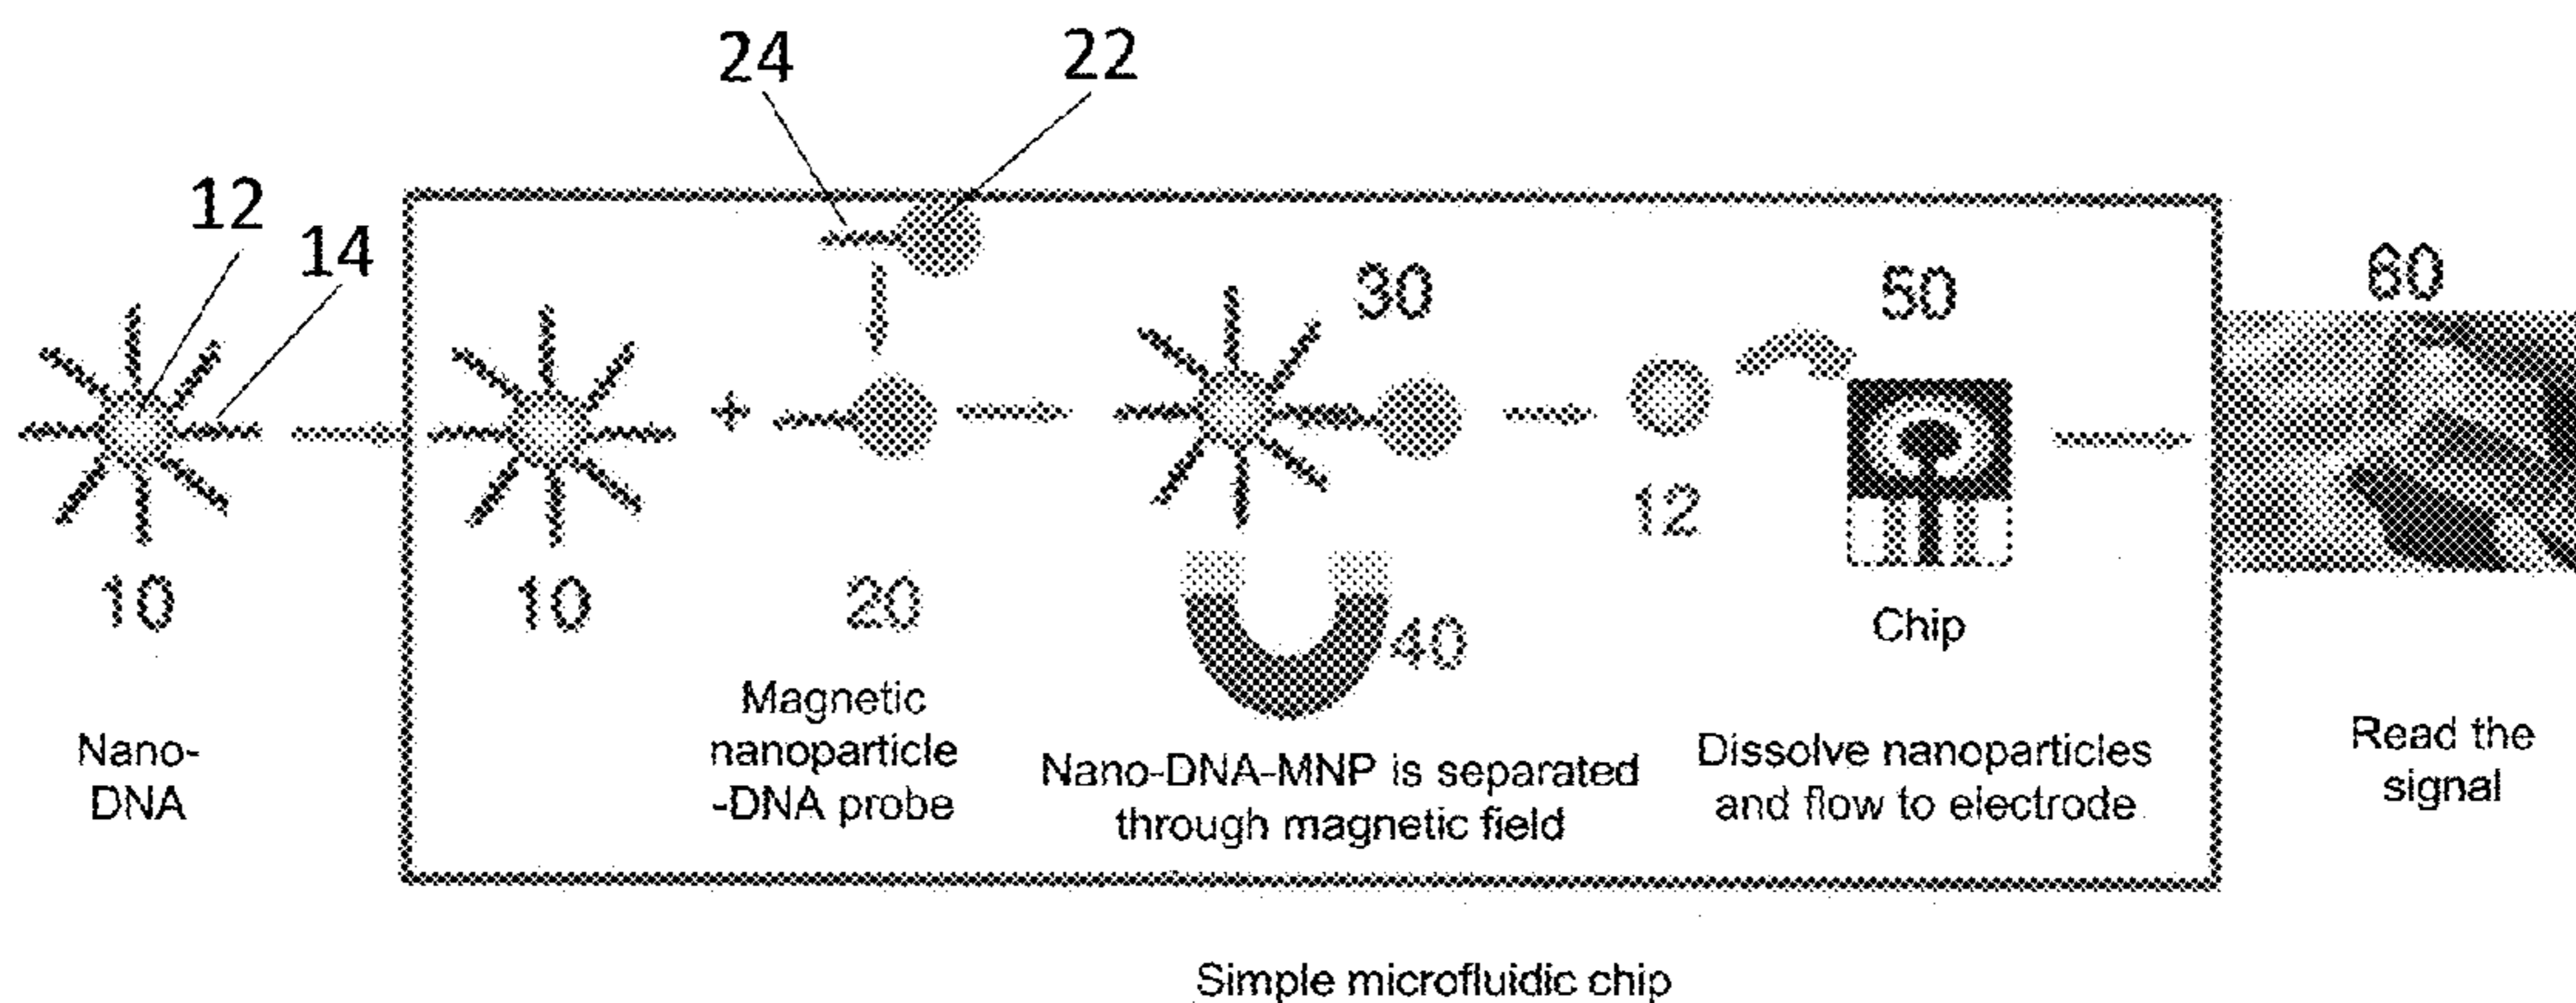 24
22
12
14
30
50
60
12
10
10
20
40
Chip
Magnetic
nanoparticle
-DNA probe
Nano-
DNA
Nano-DNA-MNP is separated
through magnetic field
Dissolve nanoparticles
and flow to electrode
Read the
signal
Simple microfluidic chip